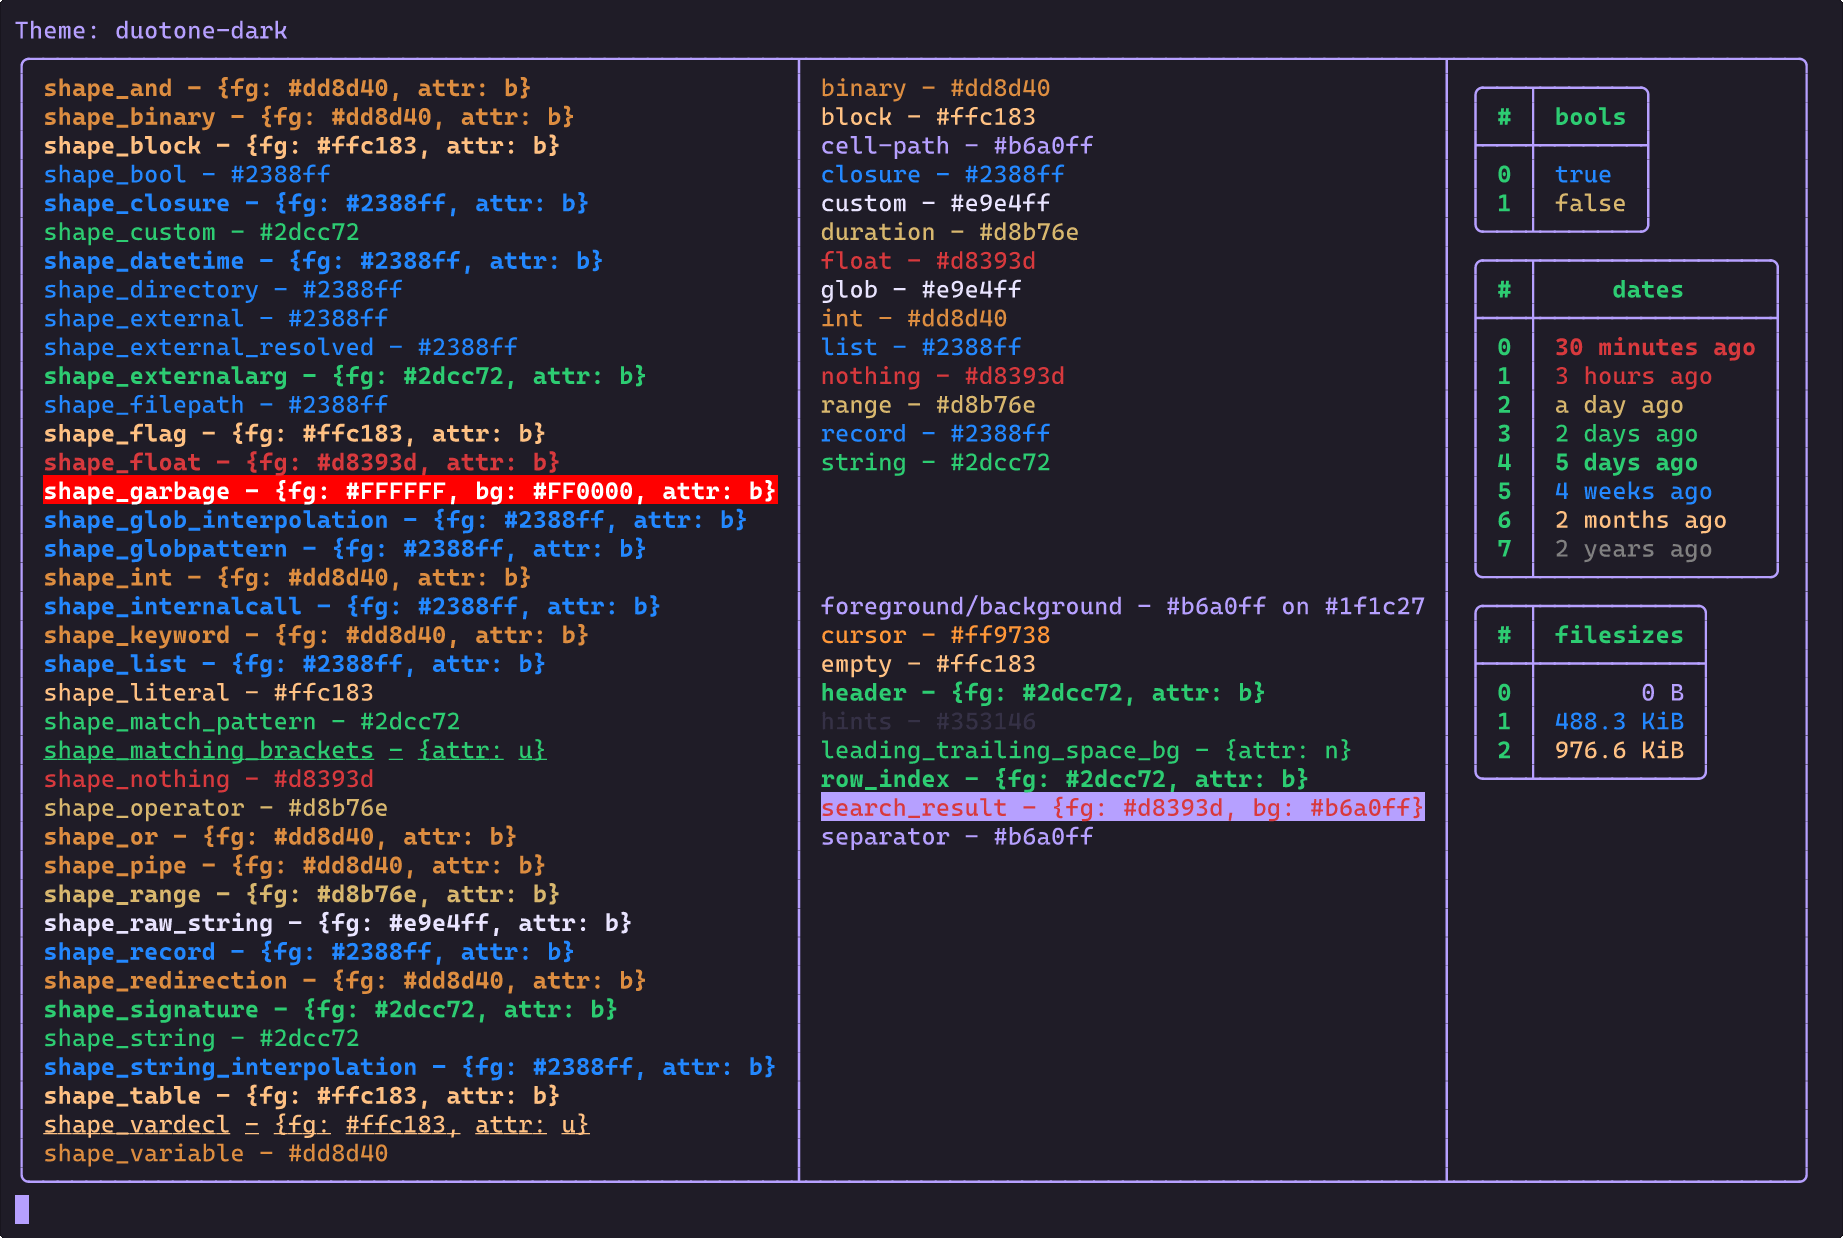 Theme: duotone-dark
shape_and - {fg: #dd8d40, attr: b}
shape_binary - {fg: #dd8d40, attr: b}
shape_block - {fg: #ffc183, attr: b}
shape_bool - #2388ff
shape_closure - {fg: #2388ff, attr: b}
shape_custom - #2dcc72
shape_datetime - {fg: #2388ff, attr: b}
shape_directory - #2388ff
shape_external - #2388ff
shape_external_resolved - #2388ff
shape_externalarg - {fg: #2dcc72, attr: b}
shape_filepath - #2388ff
shape_flag - {fg: #ffc183, attr: b}
shape_float - {fg: #d8393d, attr: b}
shape_garbage - {fg: #FFFFFF, bg: #FF0000, attr: b}
shape_glob_interpolation - {fg: #2388ff, attr: b}
shape_globpattern - {fg: #2388ff, attr: b}
shape_int - {fg: #dd8d40, attr: b}
shape_internalcall - {fg: #2388ff, attr: b}
shape_keyword - {fg: #dd8d40, attr: b}
shape_list - {fg: #2388ff, attr: b}
shape_literal - #ffc183
shape_match_pattern - #2dcc72
shape_matching_brackets - {attr: u}
shape_nothing - #d8393d
shape_operator - #d8b76e
shape_or - {fg: #dd8d40, attr: b}
shape_pipe - {fg: #dd8d40, attr: b}
shape_range - {fg: #d8b76e, attr: b}
shape_raw_string - {fg: #e9e4ff, attr: b}
shape_record - {fg: #2388ff, attr: b}
shape_redirection - {fg: #dd8d40, attr: b}
shape_signature - {fg: #2dcc72, attr: b}
shape_string - #2dcc72
shape_string_interpolation - {fg: #2388ff, attr: b}
shape_table - {fg: #ffc183, attr: b}
shape_vardecl - {fg: #ffc183, attr: u}
shape_variable - #dd8d40
binary - #dd8d40
block - #ffc183
cell-path - #b6a0ff
closure - #2388ff
custom - #e9e4ff
duration - #d8b76e
float - #d8393d
glob - #e9e4ff
int - #dd8d40
list - #2388ff
nothing - #d8393d
range - #d8b76e
record - #2388ff
string - #2dcc72
foreground/background - #b6a0ff on #1f1c27
cursor - #ff9738
empty - #ffc183
header - {fg: #2dcc72, attr: b}
hints - #353146
leading_trailing_space_bg - {attr: n}
row_index - {fg: #2dcc72, attr: b}
search_result - {fg: #d8393d, bg: #b6a0ff}
separator - #b6a0ff
# bools
0 true
1 false
# dates
0 30 minutes ago
1 3 hours ago
2 a day ago
3 2 days ago
4 5 days ago
5 4 weeks ago
6 2 months ago
7 2 years ago
# filesizes
0 0 B
1 488.3 KiB
2 976.6 KiB